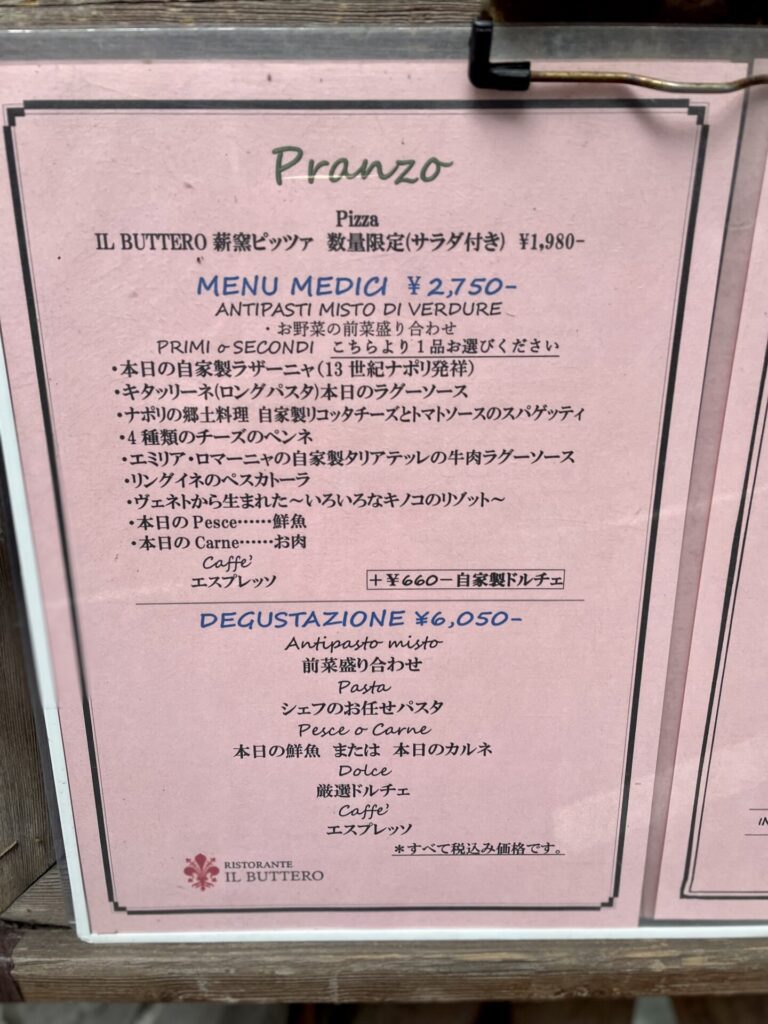 Pranzo
Pizza
IL BUTTERO 薪窯ピッツァ 数量限定(サラダ付き) ¥1,980-
MENU MEDICI ¥2,750-
ANTIPASTI MISTO DI VERDURE
・お野菜の前菜盛り合わせ
PRIMI o SECONDI こちらより1品お選びください
・本日の自家製ラザーニャ(13世紀ナポリ発祥)
・キタッリーネ(ロングパスタ)本日のラグーソース
・ナポリの郷土料理 自家製リコッタチーズとトマトソースのスパゲッティ
・4種類のチーズのペンネ
・エミリア・ロマーニャの自家製タリアテッレの牛肉ラグーソース
・リングイネのペスカトーラ
・ヴェネトから生まれた～いろいろなキノコのリゾット～
・本日のPesce……鮮魚
・本日のCarne……お肉
Caffe'
エスプレッソ
+¥660-自家製ドルチェ
DEGUSTAZIONE ¥6,050-
Antipasto misto
前菜盛り合わせ
Pasta
シェフのお任せパスタ
Pesce o Carne
本日の鮮魚 または 本日のカルネ
Dolce
厳選ドルチェ
Caffe'
エスプレッソ
*すべて税込み価格です。
RISTORANTE
IL BUTTERO